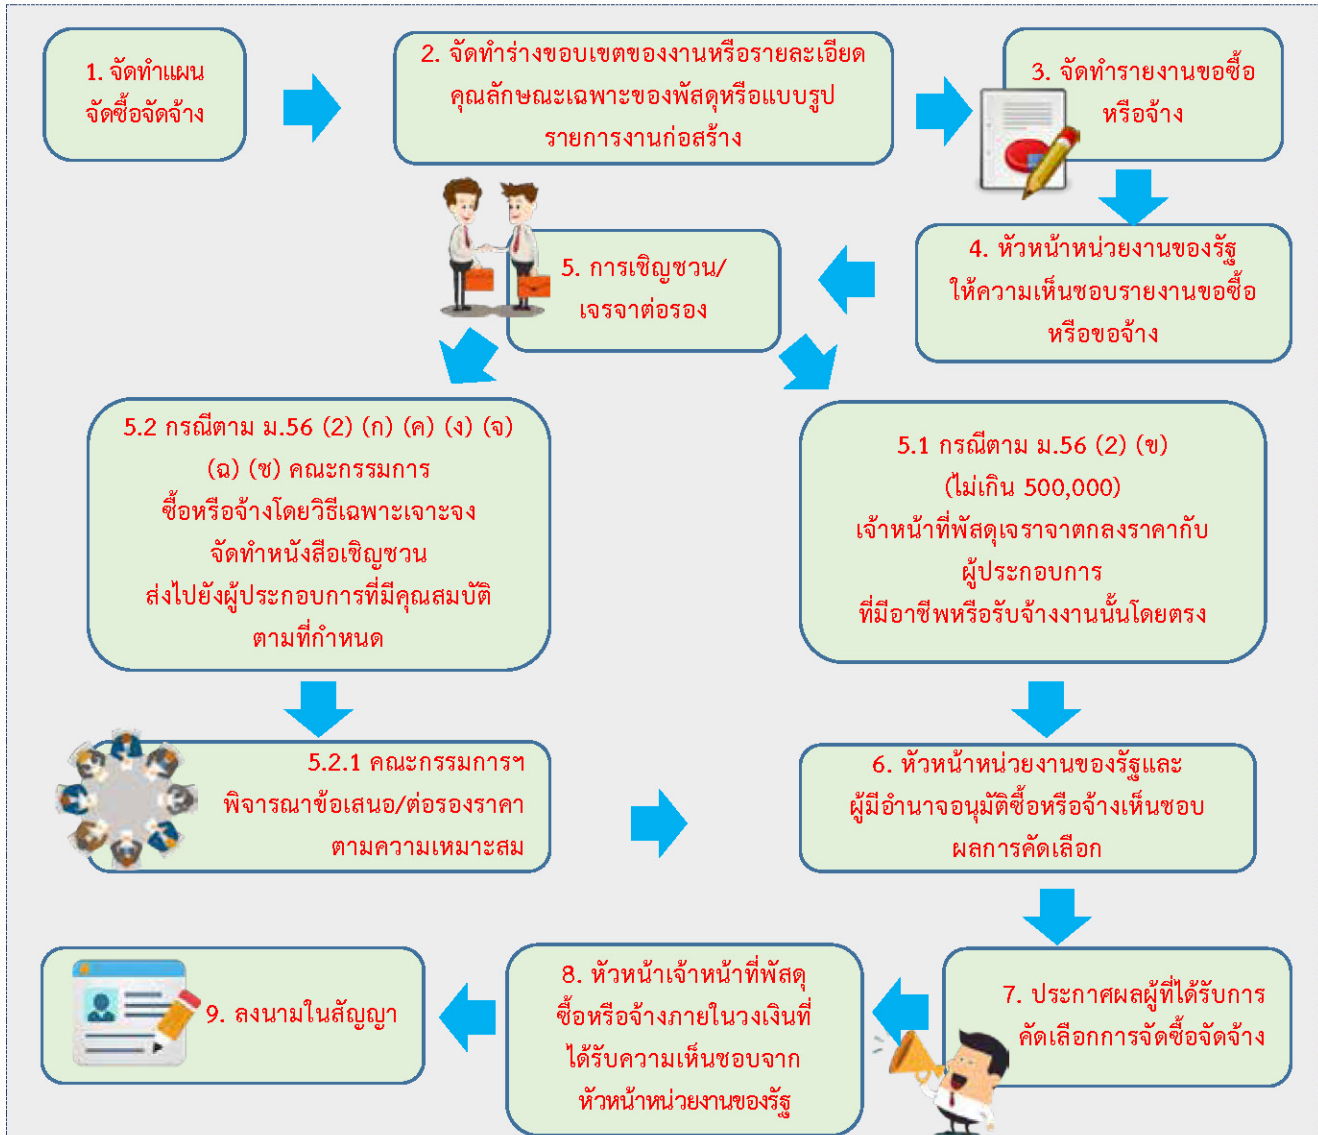 1. จัดทำแผน
จัดซื้อจัดจ้าง
2. จัดทำร่างขอบเขตของงานหรือรายละเอียด
คุณลักษณะเฉพาะของพัสดุหรือแบบรูป
รายการงานก่อสร้าง
3. จัดทำรายงานขอซื้อ
หรือจ้าง
4. หัวหน้าหน่วยงานของรัฐ
ให้ความเห็นชอบรายงานขอซื้อ
หรือขอจ้าง
5. การเชิญชวน/
เจรจาต่อรอง
5.2 กรณีตาม ม.56 (2) (ก) (ค) (ง) (จ)
(ฉ) (ช) คณะกรรมการ
ซื้อหรือจ้างโดยวิธีเฉพาะเจาะจง
จัดทำหนังสือเชิญชวน
ส่งไปยังผู้ประกอบการที่มีคุณสมบัติ
ตามที่กำหนด
5.1 กรณีตาม ม.56 (2) (ข)
(ไม่เกิน 500,000)
เจ้าหน้าที่พัสดุเจราจาตกลงราคากับ
ผู้ประกอบการ
ที่มีอาชีพหรือรับจ้างงานนั้นโดยตรง
5.2.1 คณะกรรมการฯ
พิจารณาข้อเสนอ/ต่อรองราคา
ตามความเหมาะสม
6. หัวหน้าหน่วยงานของรัฐและ
ผู้มีอำนาจอนุมัติซื้อหรือจ้างเห็นชอบ
ผลการคัดเลือก
7. ประกาศผลผู้ที่ได้รับการ
คัดเลือกการจัดซื้อจัดจ้าง
8. หัวหน้าเจ้าหน้าที่พัสดุ
ซื้อหรือจ้างภายในวงเงินที่
ได้รับความเห็นชอบจาก
หัวหน้าหน่วยงานของรัฐ
9. ลงนามในสัญญา